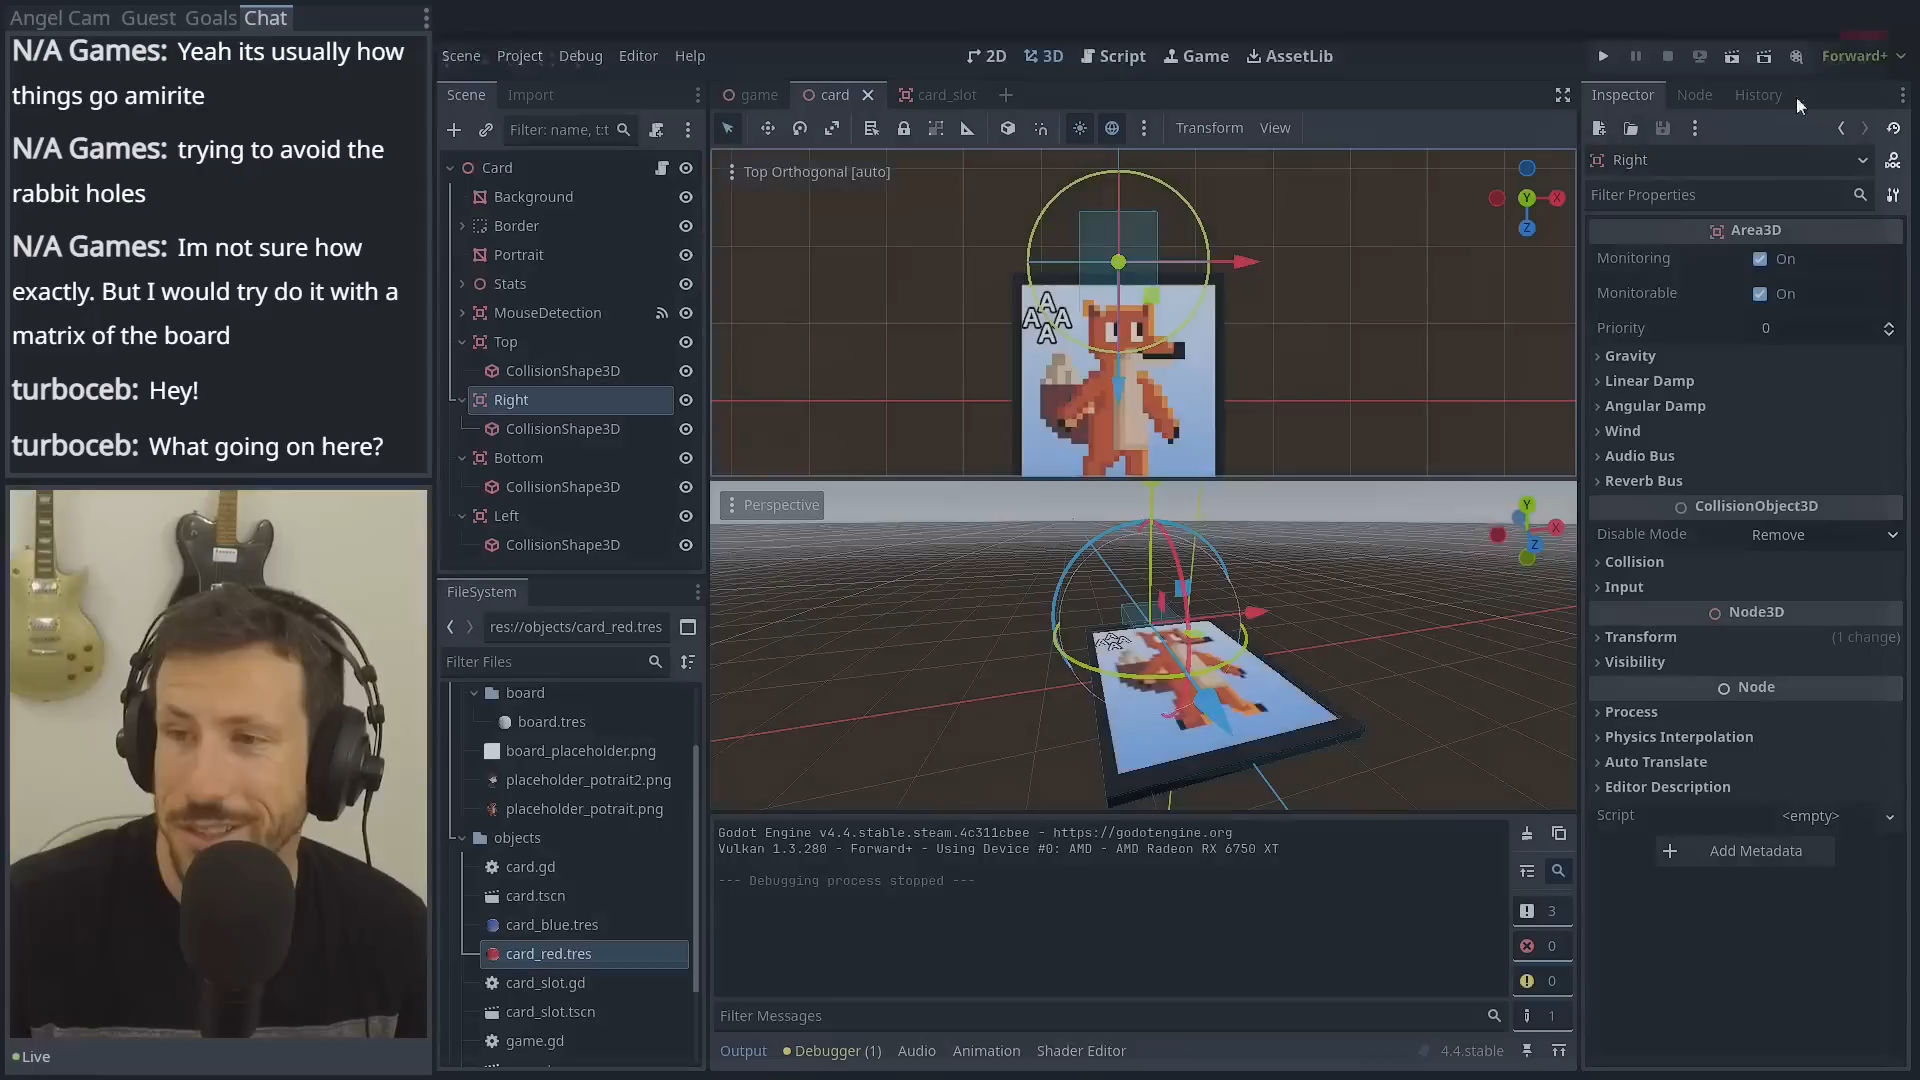 Angel Cam Guest Goals Chat
N/A Games: Yeah its usually how
things go amirite
N/A Games: trying to avoid the
rabbit holes
N/A Games: Im not sure how
exactly. But I would try do it with a
matrix of the board
turboceb: Hey!
turboceb: What going on here?
Live
Scene Project Debug Editor Help
2D 3D Script Game AssetLib
Forward+
Scene Import
Filter: name, t:t
Card
Background
Border
Portrait
Stats
MouseDetection
Top
CollisionShape3D
Right
CollisionShape3D
Bottom
CollisionShape3D
Left
CollisionShape3D
FileSystem
res://objects/card_red.tres
Filter Files
board
board.tres
board_placeholder.png
placeholder_potrait2.png
placeholder_potrait.png
objects
card.gd
card.tscn
card_blue.tres
card_red.tres
card_slot.gd
card_slot.tscn
game.gd
game card card_slot
Transform View
Top Orthogonal [auto]
Y X
Z
A
A A A
A
Perspective
Y
X
Z
Godot Engine v4.4.stable.steam.4c311cbee - https://godotengine.org
Vulkan 1.3.280 - Forward+ - Using Device #0: AMD - AMD Radeon RX 6750 XT
--- Debugging process stopped ---
3
0
0
1
Filter Messages
Output Debugger (1) Audio Animation Shader Editor 4.4.stable
Inspector Node History
Right
Filter Properties
Area3D
Monitoring On
Monitorable On
Priority 0
Gravity
Linear Damp
Angular Damp
Wind
Audio Bus
Reverb Bus
CollisionObject3D
Disable Mode Remove
Collision
Input
Node3D
Transform (1 change)
Visibility
Node
Process
Physics Interpolation
Auto Translate
Editor Description
Script <empty>
Add Metadata